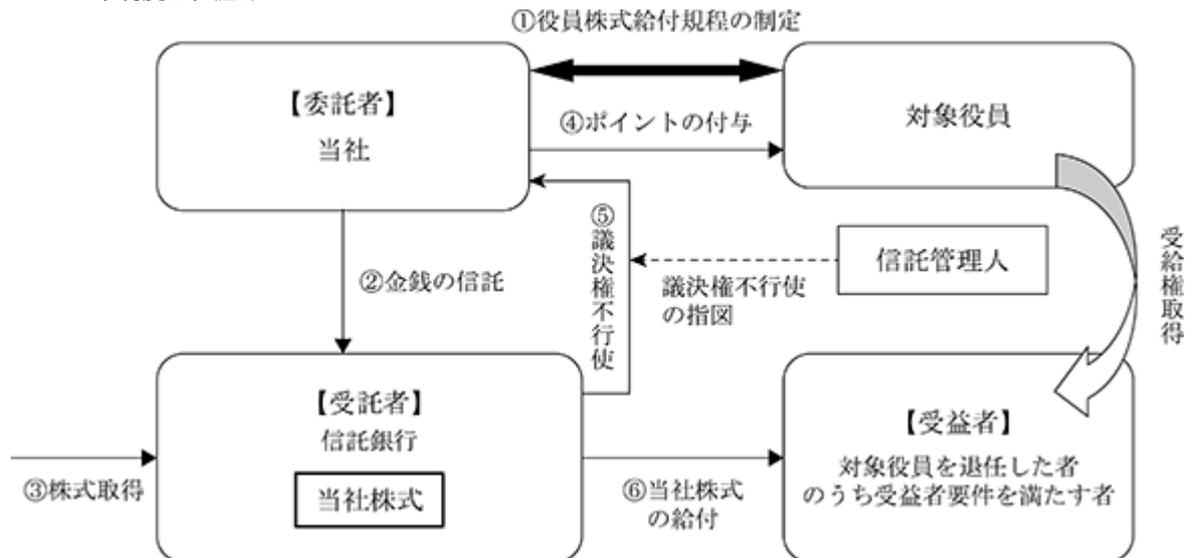 ①役員株式給付規程の制定
【委託者】
当社
④ポイントの付与
対象役員
⑤議決権不行使
②金銭の信託
議決権不行使
の指図
信託管理人
受給権取得
【受託者】
信託銀行
当社株式
③株式取得
⑥当社株式
の給付
【受益者】
対象役員を退任した者
のうち受益者要件を満たす者